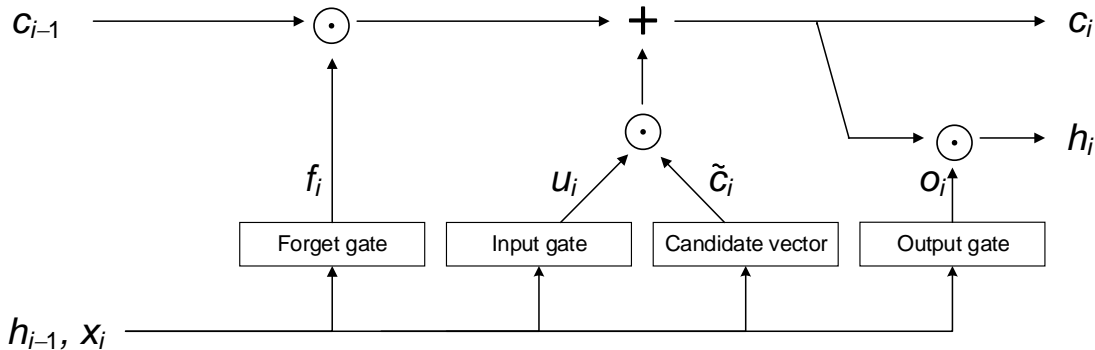 c_{i−1} + c_i
h_i
f_i u_i c̃_i o_i
Forget gate Input gate Candidate vector Output gate
h_{i−1}, x_i